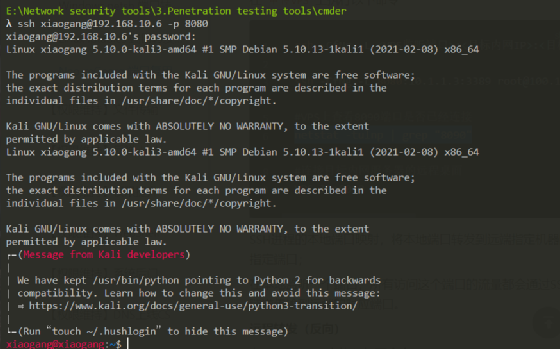 E:\Network security tools\3.Penetration testing tools\cmder
λ ssh xiaogang@192.168.10.6 -p 8080
xiaogang@192.168.10.6's password:
Linux xiaogang 5.10.0-kali3-amd64 #1 SMP Debian 5.10.13-1kali1 (2021-02-08) x86_64
The programs included with the Kali GNU/Linux system are free software;
the exact distribution terms for each program are described in the
individual files in /usr/share/doc/*/copyright.
Kali GNU/Linux comes with ABSOLUTELY NO WARRANTY, to the extent
permitted by applicable law.
Linux xiaogang 5.10.0-kali3-amd64 #1 SMP Debian 5.10.13-1kali1 (2021-02-08) x86_64
The programs included with the Kali GNU/Linux system are free software;
the exact distribution terms for each program are described in the
individual files in /usr/share/doc/*/copyright.
Kali GNU/Linux comes with ABSOLUTELY NO WARRANTY, to the extent
permitted by applicable law.
┌─(Message from Kali developers)
│
│ We have kept /usr/bin/python pointing to Python 2 for backwards
│ compatibility. Learn how to change this and avoid this message:
│ ⇒ https://www.kali.org/docs/general-use/python3-transition/
│
└─(Run “touch ~/.hushlogin” to hide this message)
xiaogang@xiaogang:~$